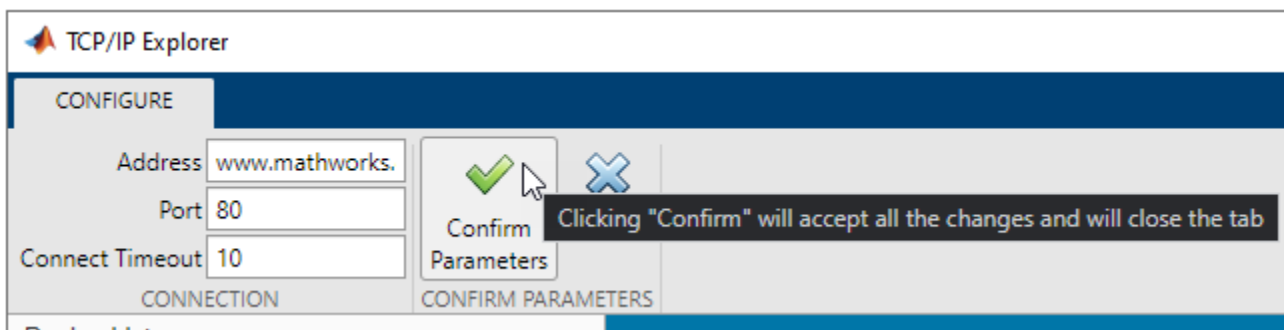 TCP/IP Explorer
CONFIGURE
Address www.mathworks.
Port 80
Connect Timeout 10
CONNECTION
Confirm
Parameters
CONFIRM PARAMETERS
Clicking "Confirm" will accept all the changes and will close the tab